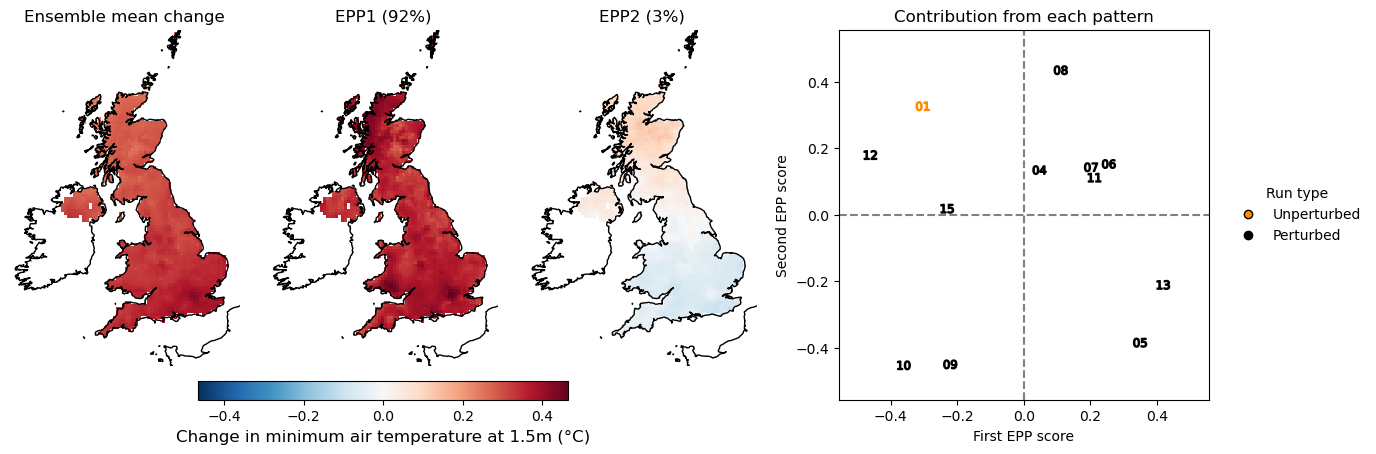 Ensemble mean change
EPP1 (92%)
EPP2 (3%)
−0.4 −0.2 0.0 0.2 0.4
Change in minimum air temperature at 1.5m (°C)
Contribution from each pattern
Second EPP score
0.4
0.2
0.0
−0.2
−0.4
08
01
12
04
07
06
11
15
13
05
10
09
−0.4 −0.2 0.0 0.2 0.4
First EPP score
Run type
Unperturbed
Perturbed